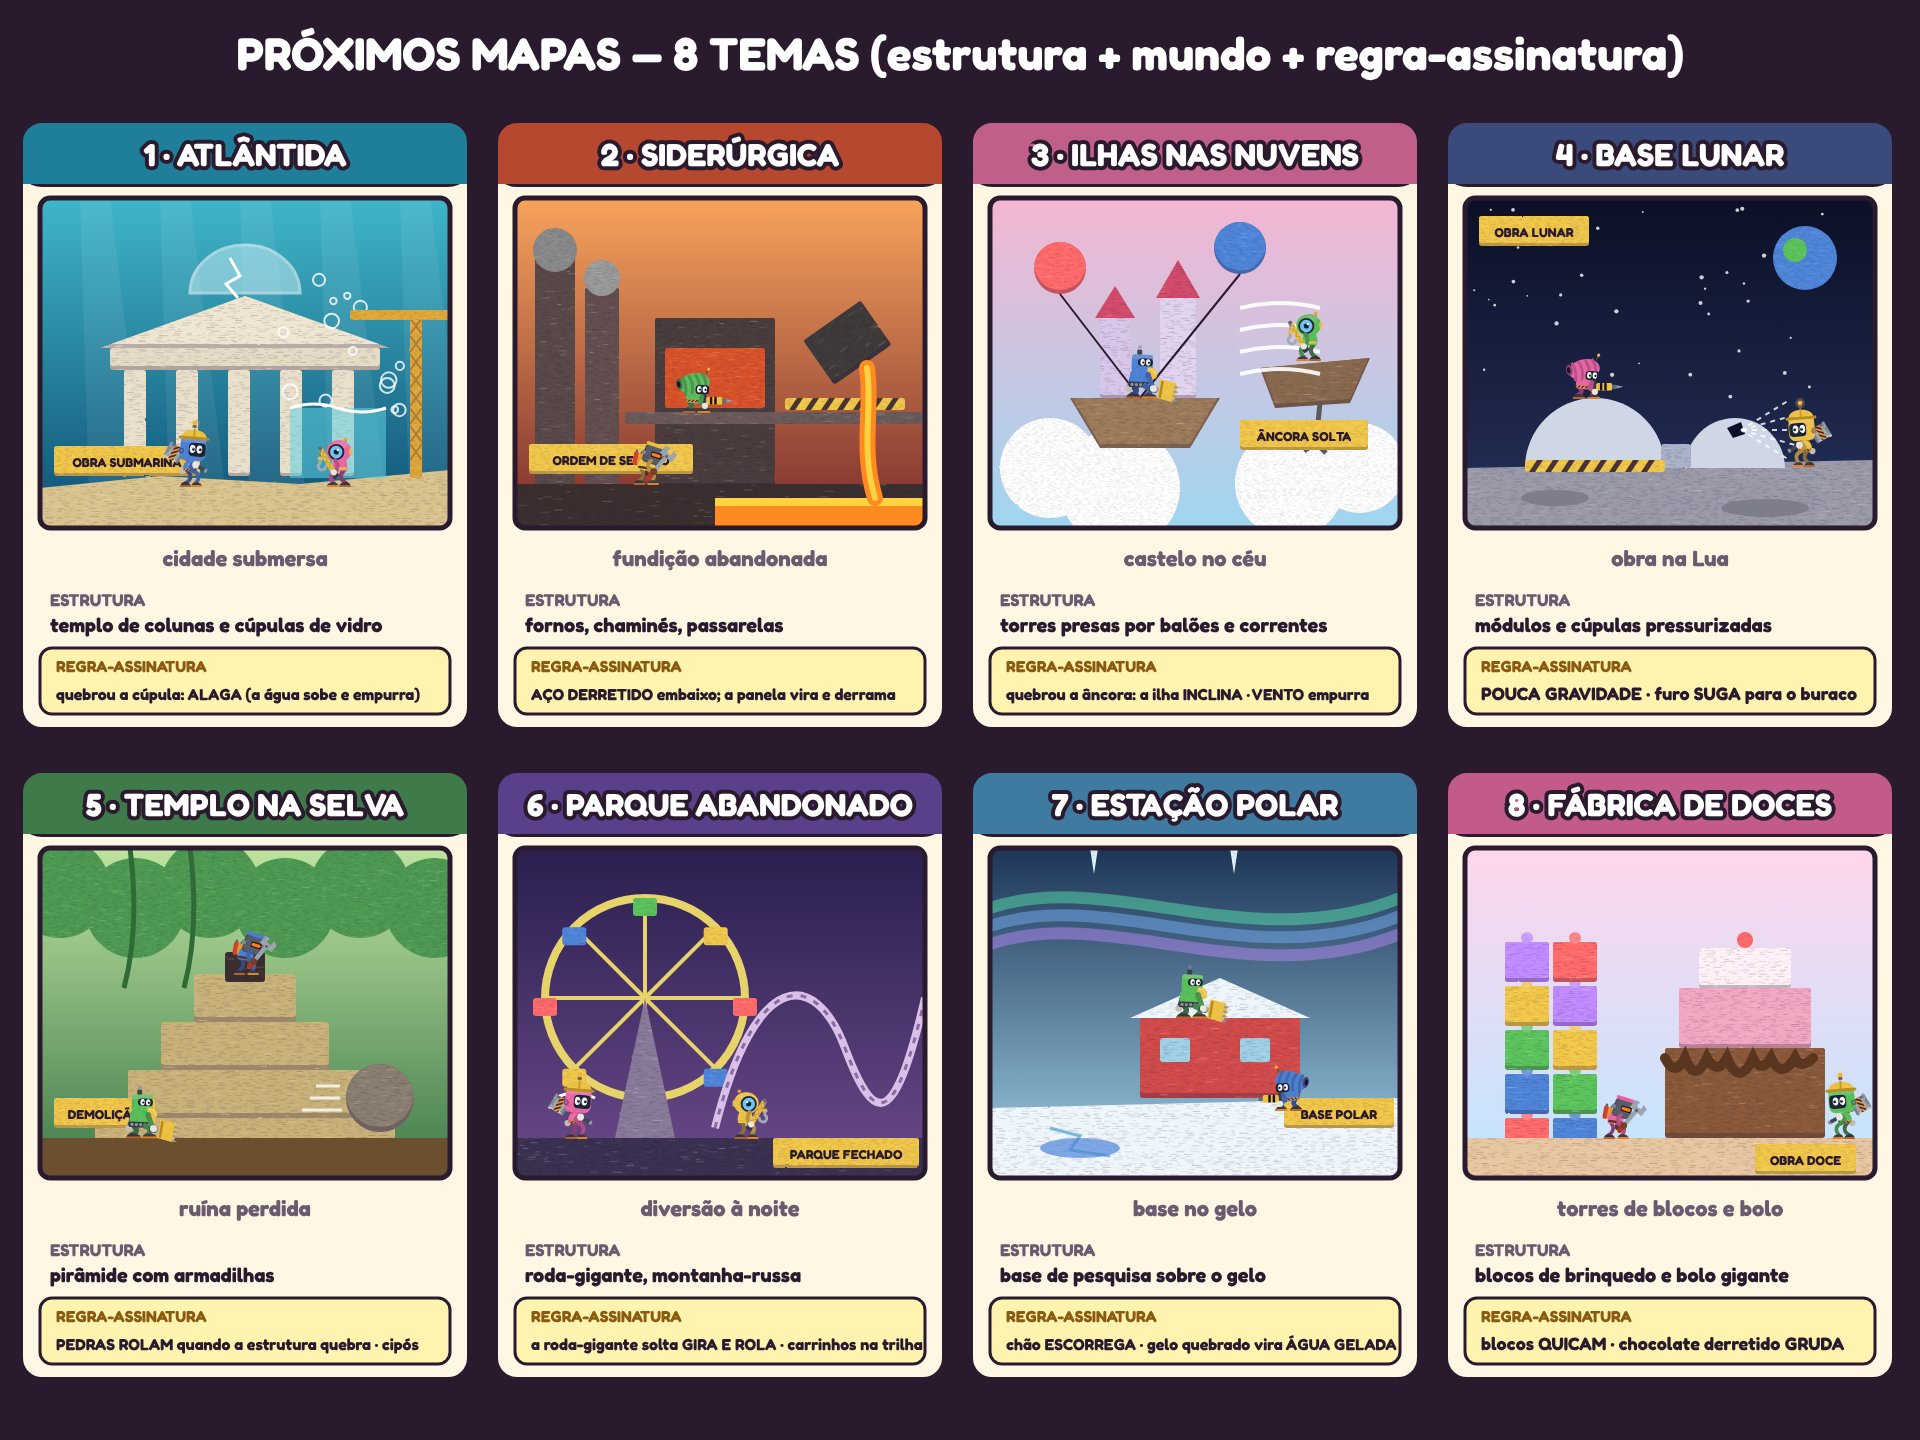 PRÓXIMOS MAPAS — 8 TEMAS (estrutura + mundo + regra-assinatura)
1 · ATLÂNTIDA
OBRA SUBMARINA
cidade submersa
ESTRUTURA
templo de colunas e cúpulas de vidro
REGRA-ASSINATURA
quebrou a cúpula: ALAGA (a água sobe e empurra)
2 · SIDERÚRGICA
ORDEM DE
fundição abandonada
ESTRUTURA
fornos, chaminés, passarelas
REGRA-ASSINATURA
AÇO DERRETIDO embaixo; a panela vira e derrama
3 · ILHAS NAS NUVENS
ÂNCORA SOLTA
castelo no céu
ESTRUTURA
torres presas por balões e correntes
REGRA-ASSINATURA
quebrou a âncora: a ilha INCLINA · VENTO empurra
4 · BASE LUNAR
OBRA LUNAR
obra na Lua
ESTRUTURA
módulos e cúpulas pressurizadas
REGRA-ASSINATURA
POUCA GRAVIDADE · furo SUGA para o buraco
5 · TEMPLO NA SELVA
ruína perdida
ESTRUTURA
pirâmide com armadilhas
REGRA-ASSINATURA
PEDRAS ROLAM quando a estrutura quebra · cipós
6 · PARQUE ABANDONADO
PARQUE FECHADO
diversão à noite
ESTRUTURA
roda-gigante, montanha-russa
REGRA-ASSINATURA
a roda-gigante solta GIRA E ROLA · carrinhos na trilha
7 · ESTAÇÃO POLAR
BASE POLAR
base no gelo
ESTRUTURA
base de pesquisa sobre o gelo
REGRA-ASSINATURA
chão ESCORREGA · gelo quebrado vira ÁGUA GELADA
8 · FÁBRICA DE DOCES
OBRA DOCE
torres de blocos e bolo
ESTRUTURA
blocos de brinquedo e bolo gigante
REGRA-ASSINATURA
blocos QUICAM · chocolate derretido GRUDA